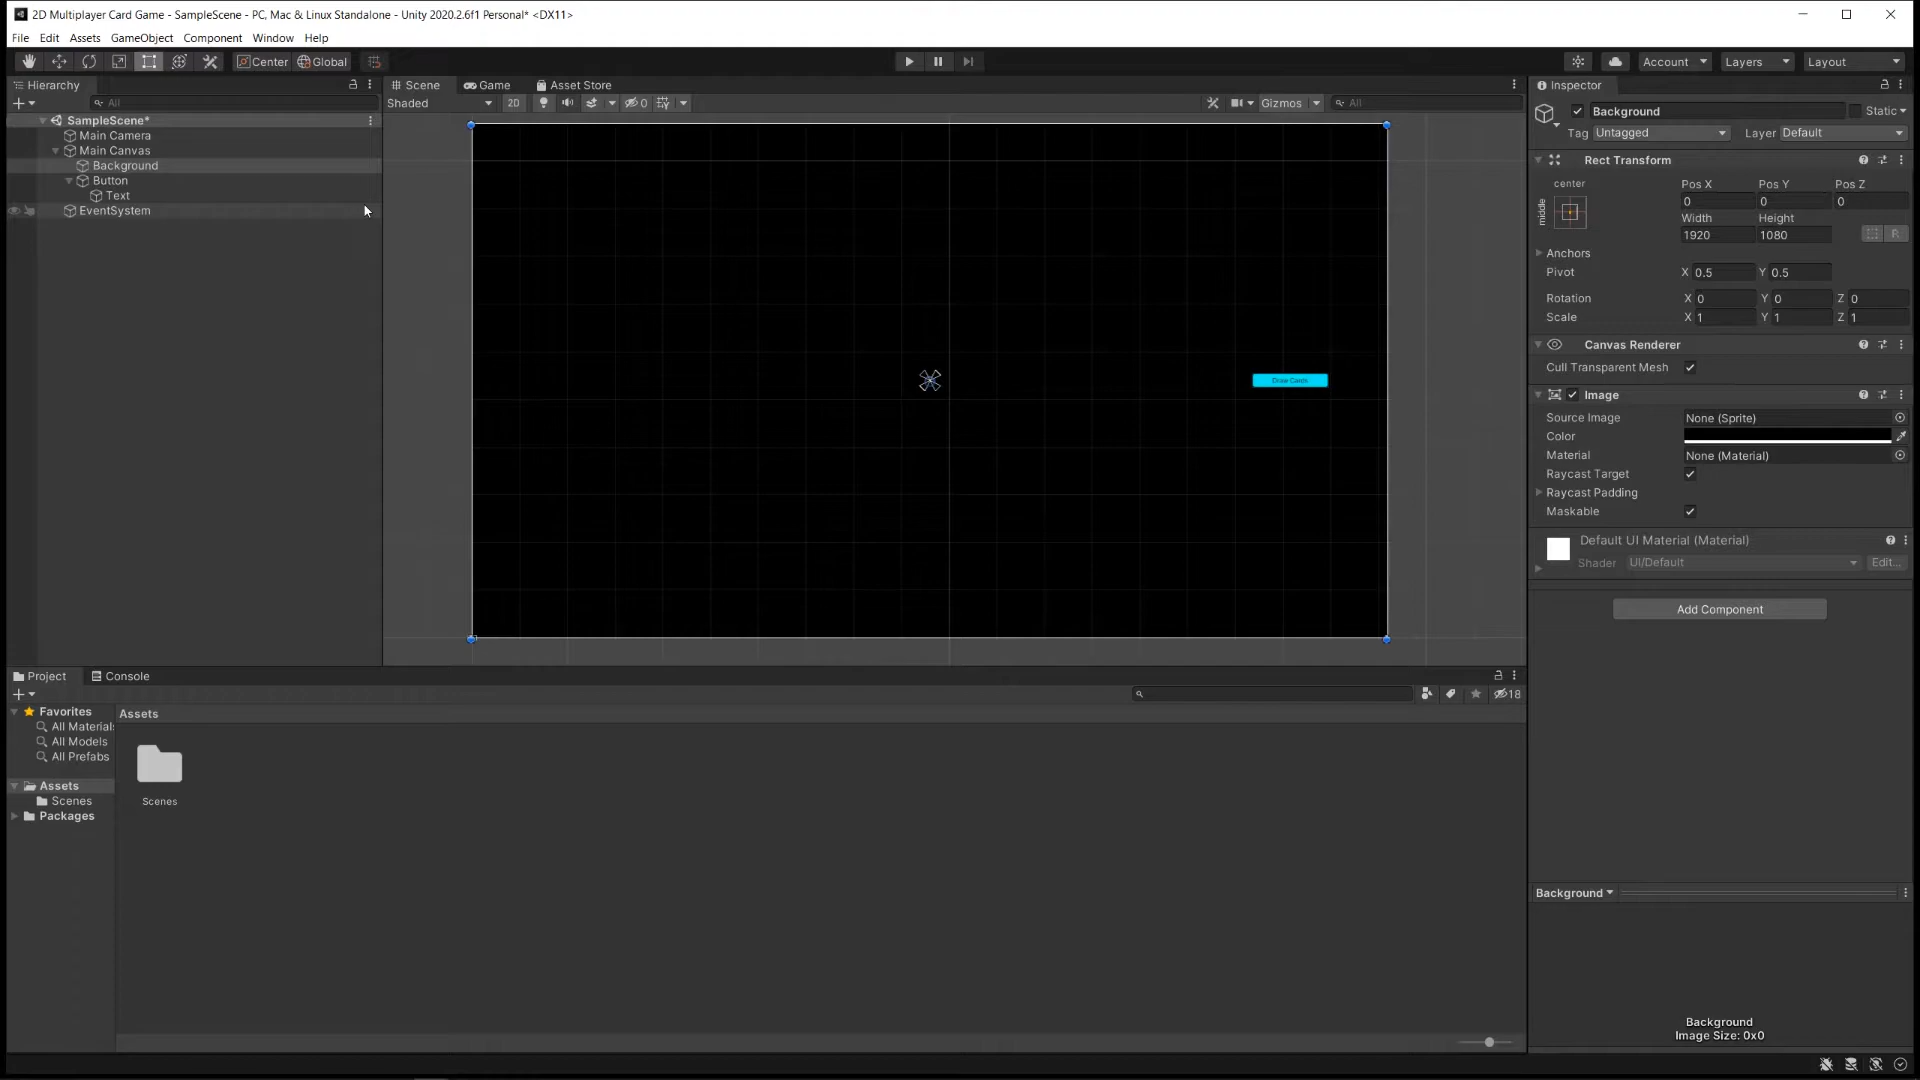 2D Multiplayer Card Game - SampleScene - PC, Mac & Linux Standalone - Unity 2020.2.6f1 Personal* <DX11>
File Edit Assets GameObject Component Window Help
Center Global Account Layers Layout
Hierarchy Scene Game Asset Store Inspector
All Shaded 2D 0 Gizmos All
Background Static
SampleScene*
Main Camera
Main Canvas
Background
Button
Text
EventSystem
Draw Cards
Tag Untagged Layer Default
Rect Transform
center
middle
Pos X Pos Y Pos Z
0 0 0
Width Height
1920 1080 R
Anchors
Pivot X 0.5 Y 0.5
Rotation X 0 Y 0 Z 0
Scale X 1 Y 1 Z 1
Canvas Renderer
Cull Transparent Mesh
Image
Source Image None (Sprite)
Color
Material None (Material)
Raycast Target
Raycast Padding
Maskable
Default UI Material (Material)
Shader UI/Default Edit...
Add Component
Project Console
18
Favorites
All Materials
All Models
All Prefabs
Assets
Scenes
Packages
Assets
Scenes
Background
Background
Image Size: 0x0